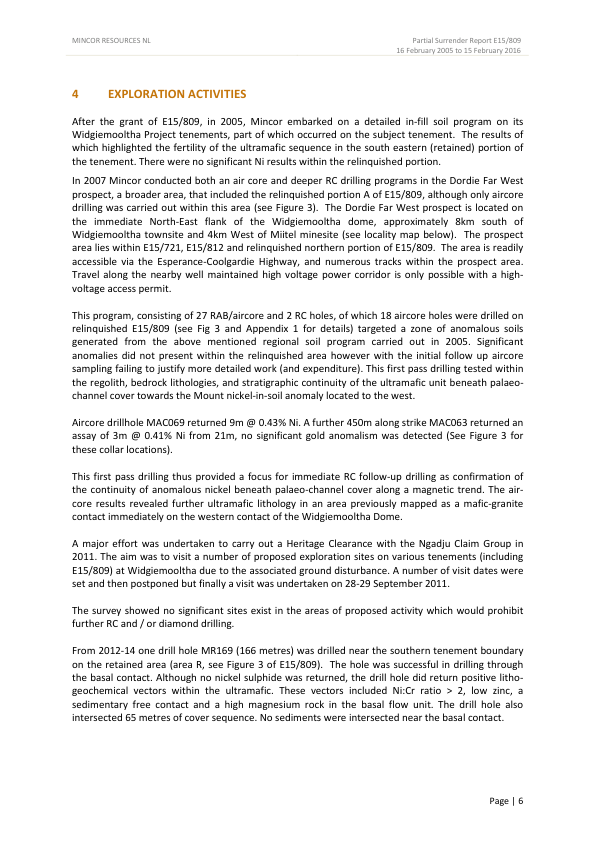 MINCOR RESOURCES NL
Partial Surrender Report E15/809
16 February 2005 to 15 February 2016
4 EXPLORATION ACTIVITIES
After the grant of E15/809, in 2005, Mincor embarked on a detailed in-fill soil program on its
Widgiemooltha Project tenements, part of which occurred on the subject tenement. The results of
which highlighted the fertility of the ultramafic sequence in the south eastern (retained) portion of
the tenement. There were no significant Ni results within the relinquished portion.
In 2007 Mincor conducted both an air core and deeper RC drilling programs in the Dordie Far West
prospect, a broader area, that included the relinquished portion A of E15/809, although only aircore
drilling was carried out within this area (see Figure 3). The Dordie Far West prospect is located on
the immediate North-East flank of the Widgiemooltha dome, approximately 8km south of
Widgiemooltha townsite and 4km West of Miitel minesite (see locality map below). The prospect
area lies within E15/721, E15/812 and relinquished northern portion of E15/809. The area is readily
accessible via the Esperance-Coolgardie Highway, and numerous tracks within the prospect area.
Travel along the nearby well maintained high voltage power corridor is only possible with a high-
voltage access permit.
This program, consisting of 27 RAB/aircore and 2 RC holes, of which 18 aircore holes were drilled on
relinquished E15/809 (see Fig 3 and Appendix 1 for details) targeted a zone of anomalous soils
generated from the above mentioned regional soil program carried out in 2005. Significant
anomalies did not present within the relinquished area however with the initial follow up aircore
sampling failing to justify more detailed work (and expenditure). This first pass drilling tested within
the regolith, bedrock lithologies, and stratigraphic continuity of the ultramafic unit beneath palaeo-
channel cover towards the Mount nickel-in-soil anomaly located to the west.
Aircore drillhole MAC069 returned 9m @ 0.43% Ni. A further 450m along strike MAC063 returned an
assay of 3m @ 0.41% Ni from 21m, no significant gold anomalism was detected (See Figure 3 for
these collar locations).
This first pass drilling thus provided a focus for immediate RC follow-up drilling as confirmation of
the continuity of anomalous nickel beneath palaeo-channel cover along a magnetic trend. The air-
core results revealed further ultramafic lithology in an area previously mapped as a mafic-granite
contact immediately on the western contact of the Widgiemooltha Dome.
A major effort was undertaken to carry out a Heritage Clearance with the Ngadju Claim Group in
2011. The aim was to visit a number of proposed exploration sites on various tenements (including
E15/809) at Widgiemooltha due to the associated ground disturbance. A number of visit dates were
set and then postponed but finally a visit was undertaken on 28-29 September 2011.
The survey showed no significant sites exist in the areas of proposed activity which would prohibit
further RC and / or diamond drilling.
From 2012-14 one drill hole MR169 (166 metres) was drilled near the southern tenement boundary
on the retained area (area R, see Figure 3 of E15/809). The hole was successful in drilling through
the basal contact. Although no nickel sulphide was returned, the drill hole did return positive litho-
geochemical vectors within the ultramafic. These vectors included Ni:Cr ratio > 2, low zinc, a
sedimentary free contact and a high magnesium rock in the basal flow unit. The drill hole also
intersected 65 metres of cover sequence. No sediments were intersected near the basal contact.
Page | 6